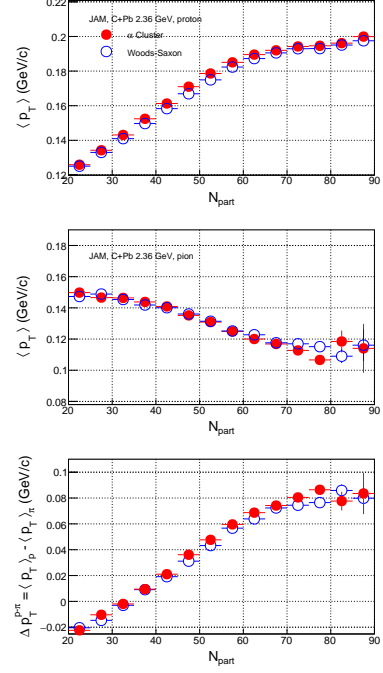 0.22
JAM, C+Pb 2.36 GeV, proton
α Cluster
0.2
Woods-Saxon
0.18
0.16
0.14
0.12
⟨ p_T ⟩ (GeV/c)
20 30 40 50 60 70 80 90
N_part
0.18
JAM, C+Pb 2.36 GeV, pion
0.16
0.14
0.12
0.1
0.08
⟨ p_T ⟩ (GeV/c)
20 30 40 50 60 70 80 90
N_part
0.1
0.08
0.06
0.04
0.02
0
−0.02
Δ p_T^{p-π} = ⟨ p_T ⟩_p - ⟨ p_T ⟩_π (GeV/c)
20 30 40 50 60 70 80 90
N_part